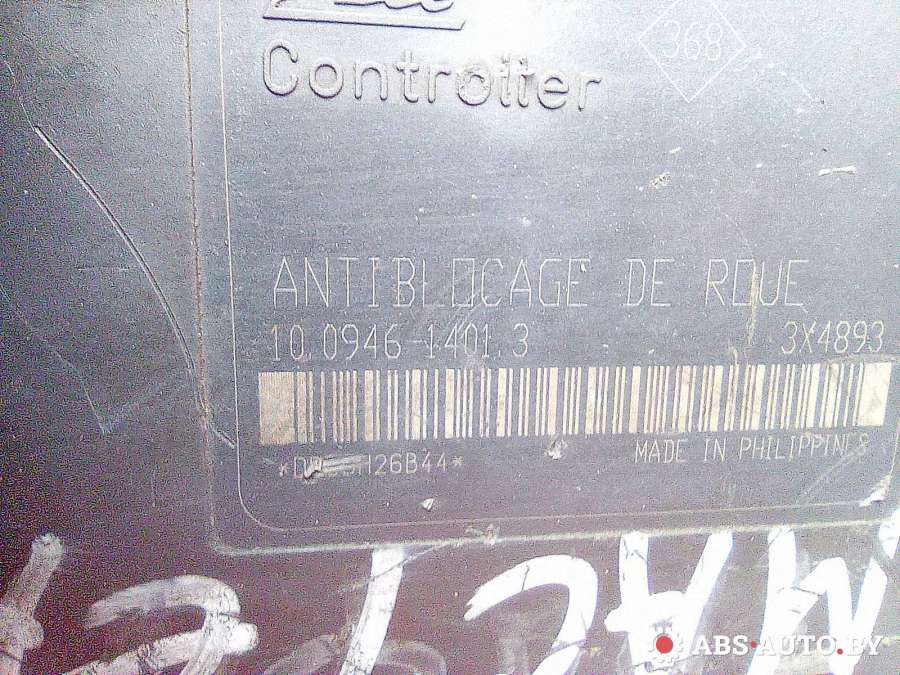 368
Controller
ANTIBLOCAGE DE ROUE
10.0946-1401.3 3X4893
MADE IN PHILIPPINES
ABS-AUTO.BY